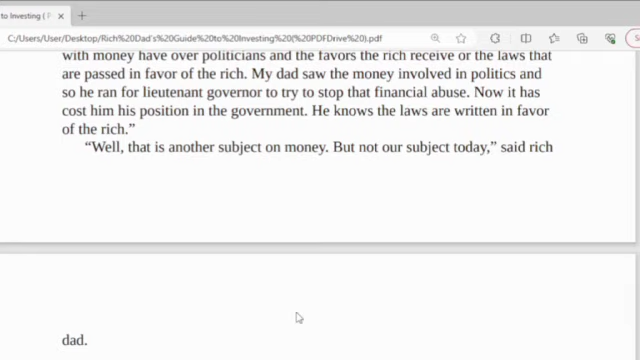 to Investing ( P
C:/Users/User/Desktop/Rich%20Dad's%20Guide%20to%20Investing%20(%20PDFDrive%20).pdf
with money have over politicians and the favors the rich receive or the laws that
are passed in favor of the rich. My dad saw the money involved in politics and
so he ran for lieutenant governor to try to stop that financial abuse. Now it has
cost him his position in the government. He knows the laws are written in favor
of the rich.”
“Well, that is another subject on money. But not our subject today,” said rich
dad.